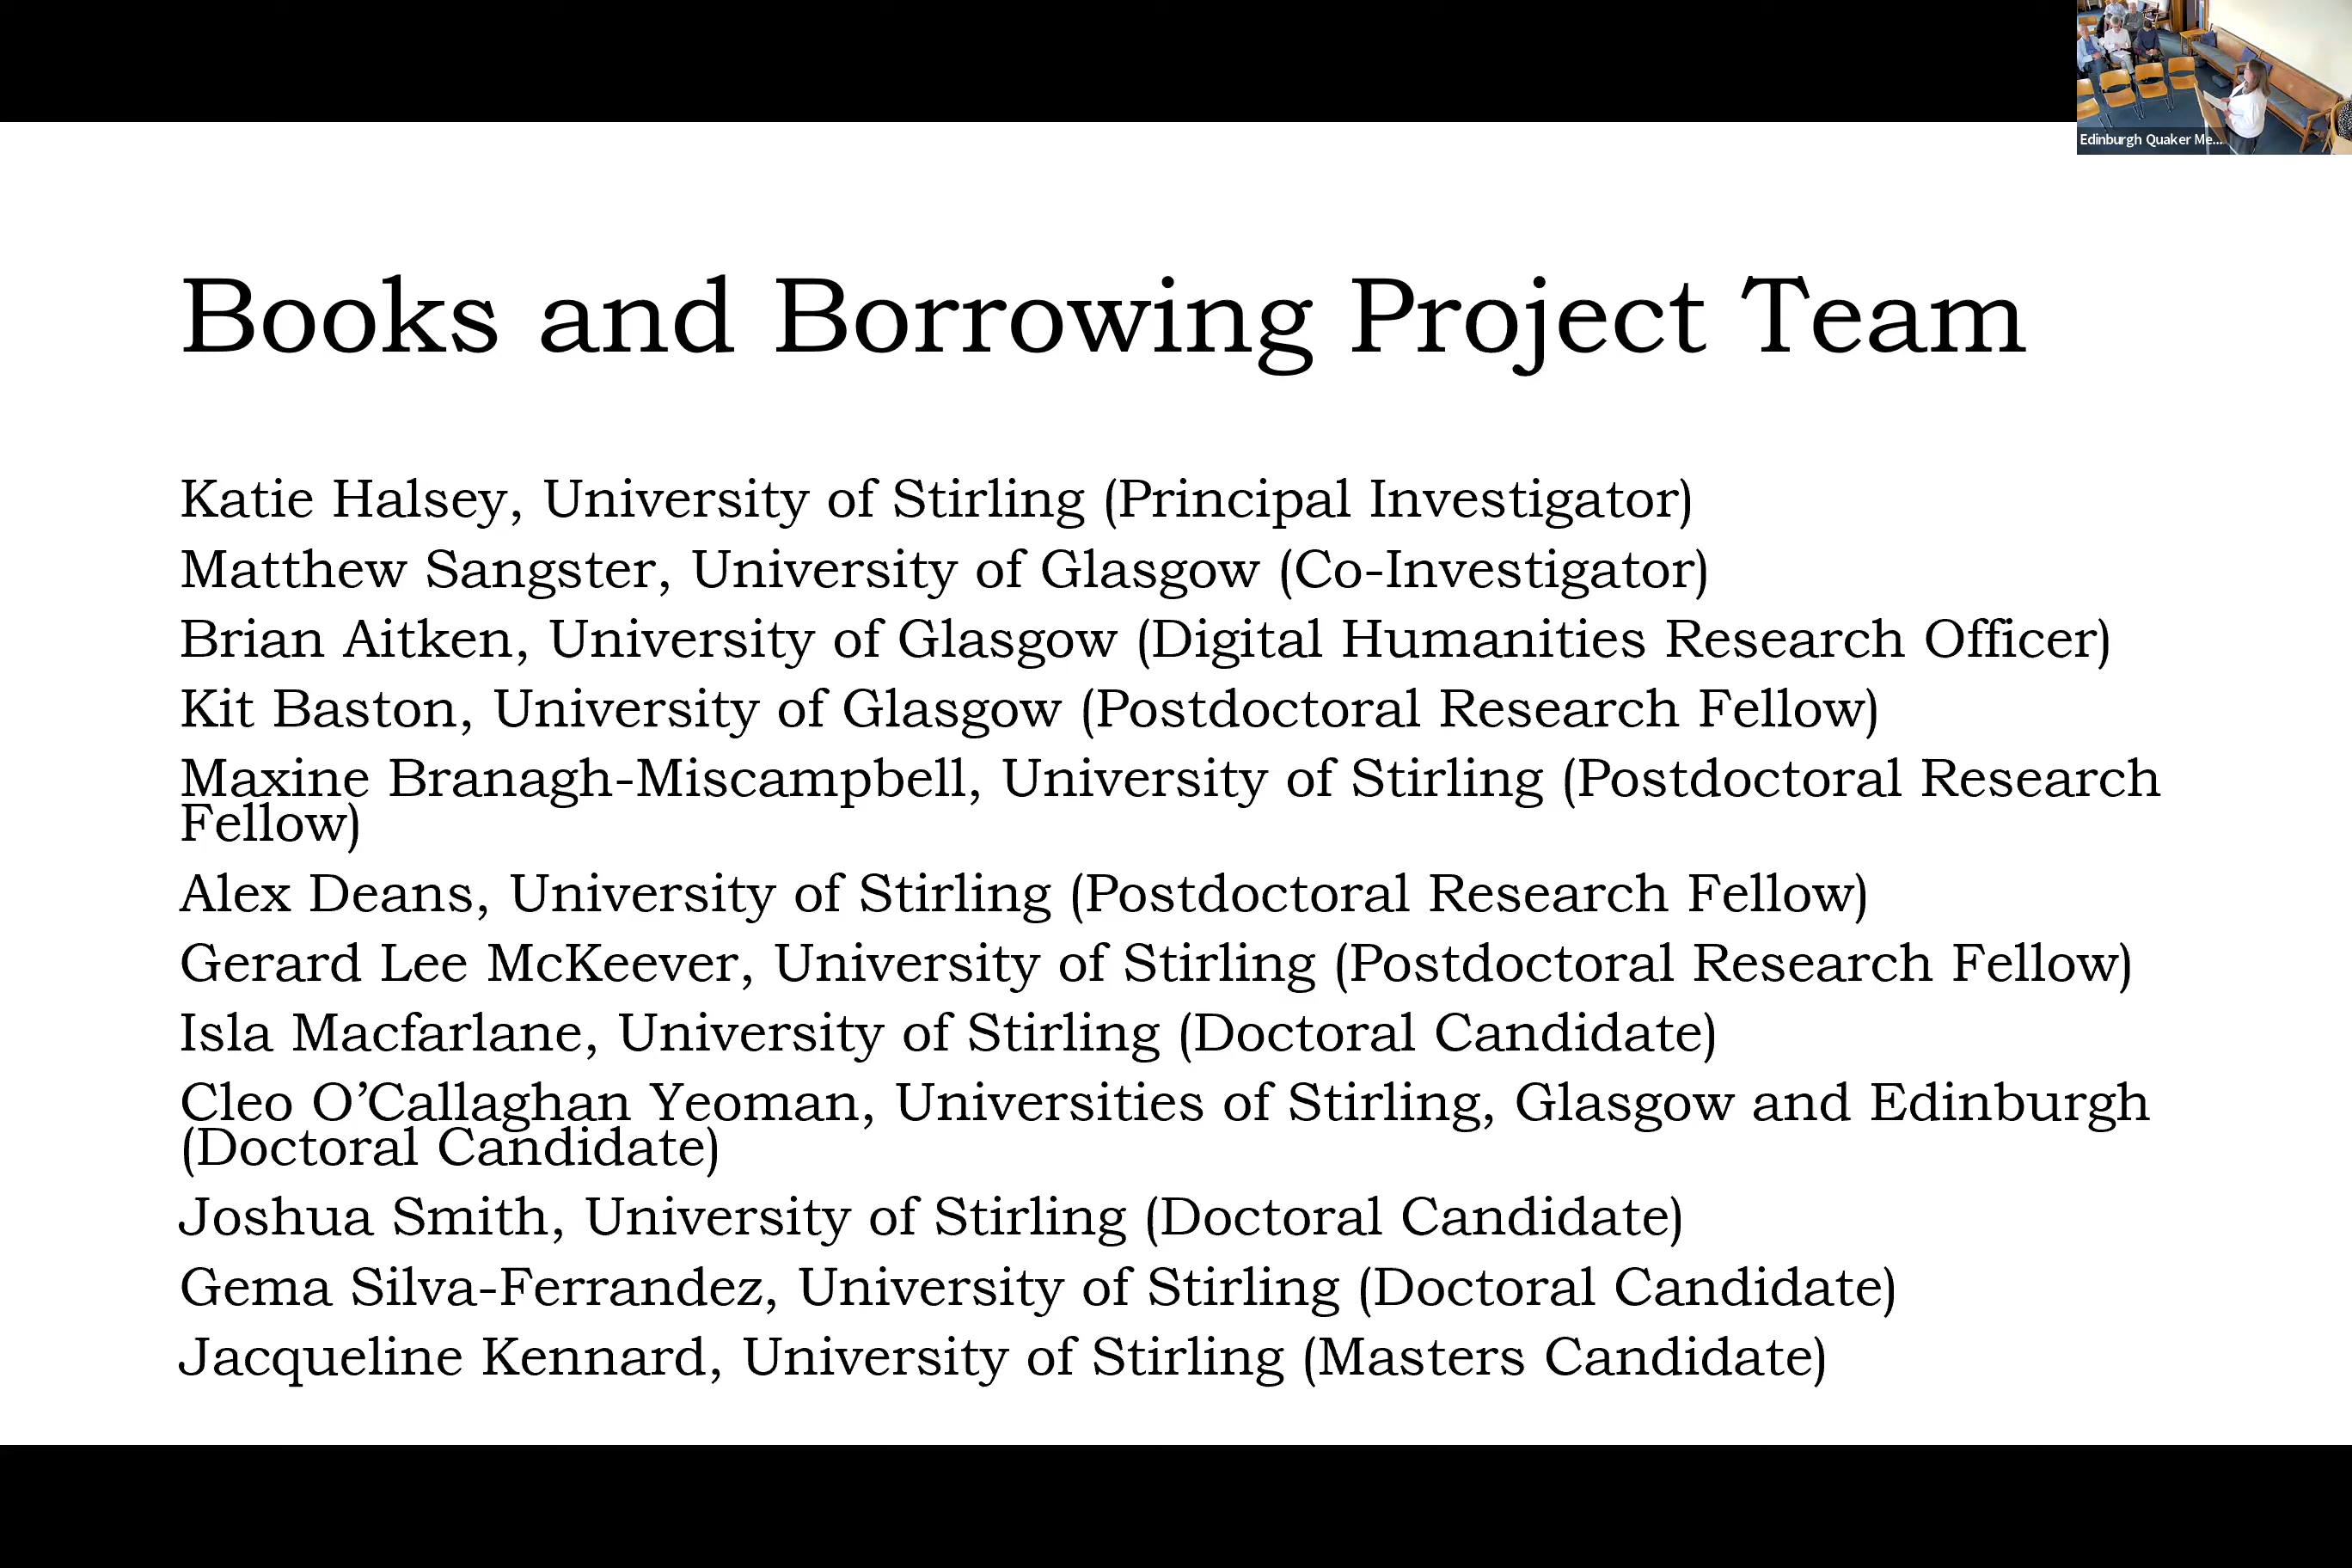 Edinburgh Quaker Me...
Books and Borrowing Project Team
Katie Halsey, University of Stirling (Principal Investigator)
Matthew Sangster, University of Glasgow (Co-Investigator)
Brian Aitken, University of Glasgow (Digital Humanities Research Officer)
Kit Baston, University of Glasgow (Postdoctoral Research Fellow)
Maxine Branagh-Miscampbell, University of Stirling (Postdoctoral Research
Fellow)
Alex Deans, University of Stirling (Postdoctoral Research Fellow)
Gerard Lee McKeever, University of Stirling (Postdoctoral Research Fellow)
Isla Macfarlane, University of Stirling (Doctoral Candidate)
Cleo O’Callaghan Yeoman, Universities of Stirling, Glasgow and Edinburgh
(Doctoral Candidate)
Joshua Smith, University of Stirling (Doctoral Candidate)
Gema Silva-Ferrandez, University of Stirling (Doctoral Candidate)
Jacqueline Kennard, University of Stirling (Masters Candidate)